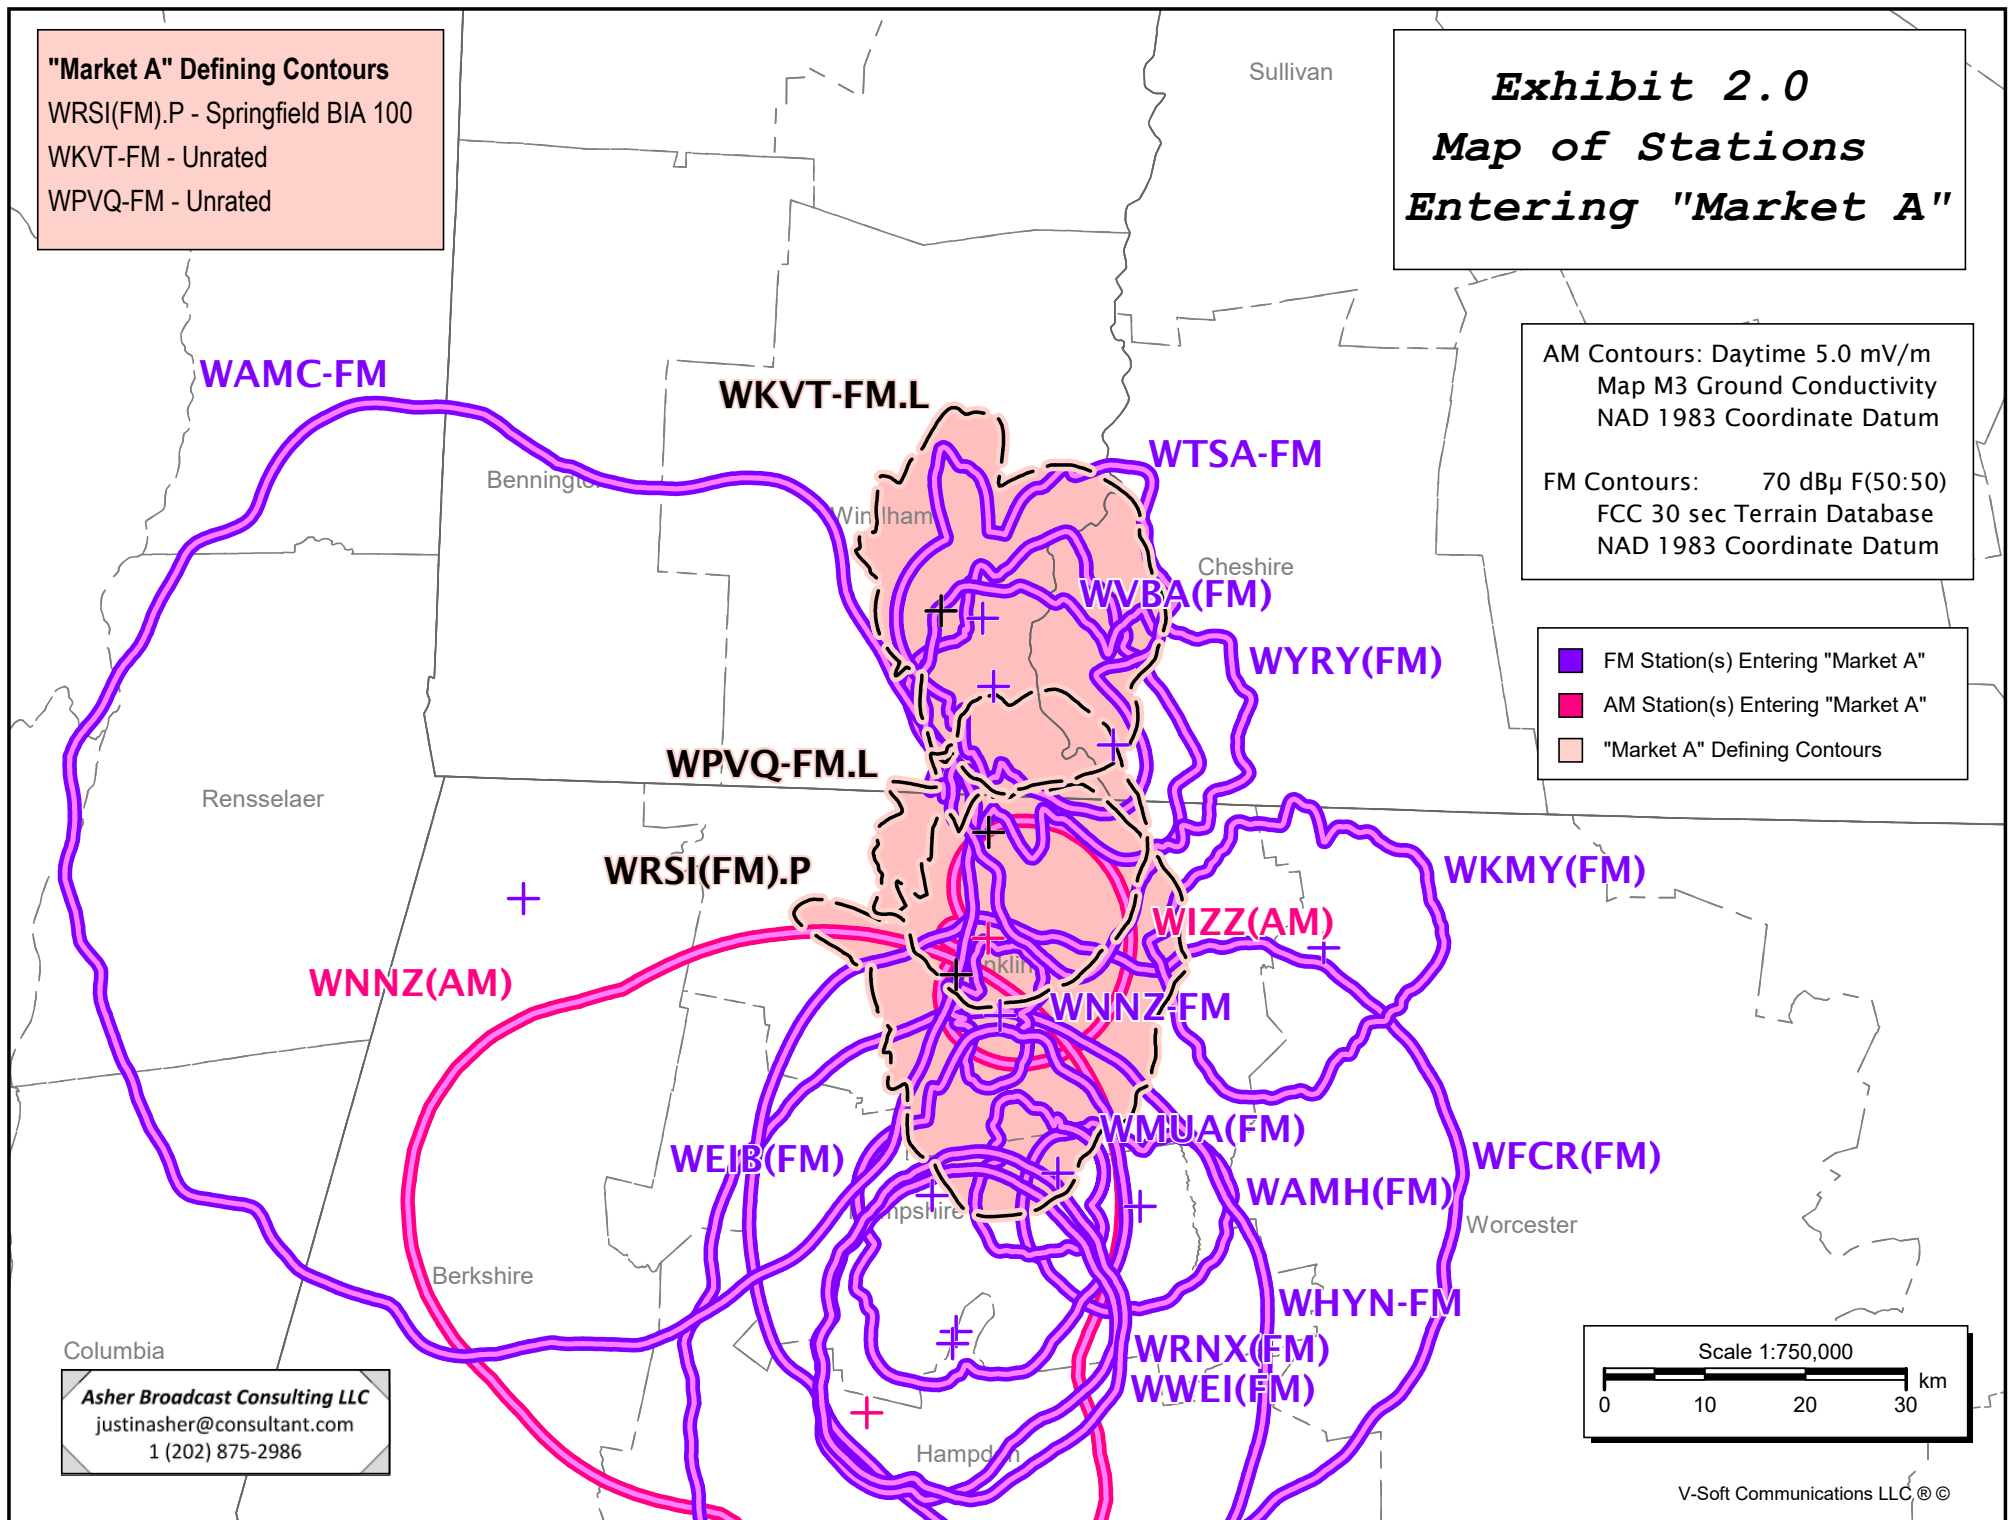 "Market A" Defining Contours
WRSI(FM).P - Springfield BIA 100
WKVT-FM - Unrated
WPVQ-FM - Unrated
Exhibit 2.0
Map of Stations
Entering "Market A"
Sullivan
AM Contours: Daytime 5.0 mV/m
Map M3 Ground Conductivity
NAD 1983 Coordinate Datum
FM Contours: 70 dBµ F(50:50)
FCC 30 sec Terrain Database
NAD 1983 Coordinate Datum
WAMC-FM
WKVT-FM.L
WTSA-FM
Cheshire
WVBA(FM)
WYRY(FM)
FM Station(s) Entering "Market A"
AM Station(s) Entering "Market A"
"Market A" Defining Contours
WPVQ-FM.L
Rensselaer
WRSI(FM).P
WKMY(FM)
WIZZ(AM)
WNNZ(AM)
WNNZ-FM
WMUA(FM)
WEIB(FM)
WFCR(FM)
WAMH(FM)
Worcester
Berkshire
WHYN-FM
WRNX(FM)
WWEI(FM)
Columbia
Asher Broadcast Consulting LLC
justinasher@consultant.com
1 (202) 875-2986
Scale 1:750,000
km
0 10 20 30
V-Soft Communications LLC ® ©